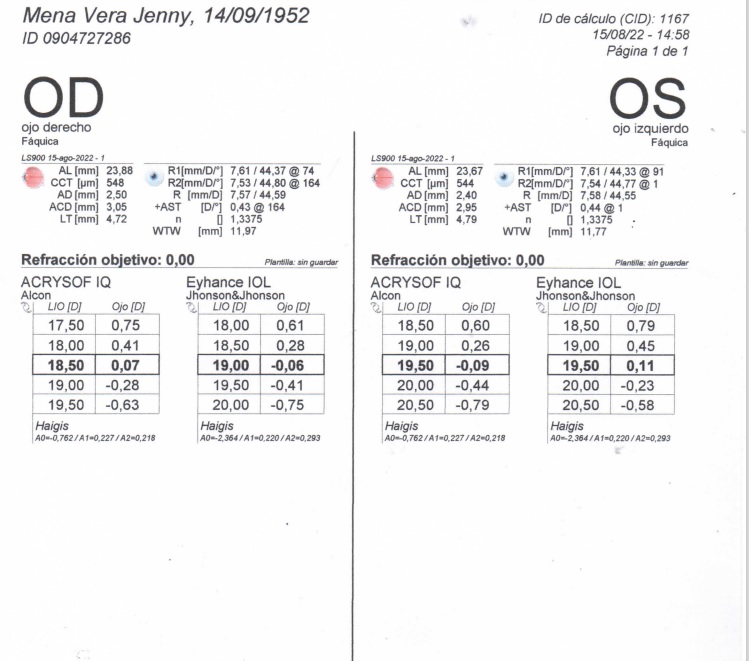 Mena Vera Jenny, 14/09/1952
ID 0904727286
ID de cálculo (CID): 1167
15/08/22 - 14:58
Página 1 de 1
OD
ojo derecho
Fáquica
LS900 15-ago-2022 - 1
AL [mm] 23,88
CCT [µm] 548
AD [mm] 2,50
ACD [mm] 3,05
LT [mm] 4,72
R1[mm/D/°] 7,61 / 44,37 @ 74
R2[mm/D/°] 7,53 / 44,80 @ 164
R [mm/D] 7,57 / 44,59
+AST [D/°] 0,43 @ 164
n [] 1,3375
WTW [mm] 11,97
Refracción objetivo: 0,00 Plantilla: sin guardar
ACRYSOF IQ
Alcon
LIO [D] Ojo [D]
17,50 0,75
18,00 0,41
18,50 0,07
19,00 -0,28
19,50 -0,63
Haigis
A0=-0,762 / A1=0,227 / A2=0,218
Eyhance IOL
Jhonson&Jhonson
LIO [D] Ojo [D]
18,00 0,61
18,50 0,28
19,00 -0,06
19,50 -0,41
20,00 -0,75
Haigis
A0=-2,364 / A1=0,220 / A2=0,293
OS
ojo izquierdo
Fáquica
LS900 15-ago-2022 - 1
AL [mm] 23,67
CCT [µm] 544
AD [mm] 2,40
ACD [mm] 2,95
LT [mm] 4,79
R1[mm/D/°] 7,61 / 44,33 @ 91
R2[mm/D/°] 7,54 / 44,77 @ 1
R [mm/D] 7,58 / 44,55
+AST [D/°] 0,44 @ 1
n [] 1,3375
WTW [mm] 11,77
Refracción objetivo: 0,00 Plantilla: sin guardar
ACRYSOF IQ
Alcon
LIO [D] Ojo [D]
18,50 0,60
19,00 0,26
19,50 -0,09
20,00 -0,44
20,50 -0,79
Haigis
A0=-0,762 / A1=0,227 / A2=0,218
Eyhance IOL
Jhonson&Jhonson
LIO [D] Ojo [D]
18,50 0,79
19,00 0,45
19,50 0,11
20,00 -0,23
20,50 -0,58
Haigis
A0=-2,364 / A1=0,220 / A2=0,293